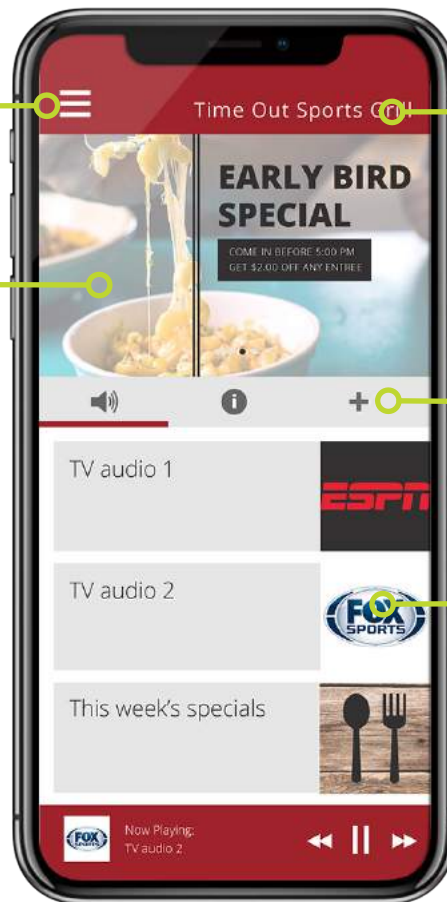 Time Out Sports Grill
EARLY BIRD
SPECIAL
COME IN BEFORE 5:00 PM
GET $2.00 OFF ANY ENTREE
TV audio 1
ESPN
TV audio 2
FOX
SPORTS
This week's specials
FOX
SPORTS
Now Playing:
TV audio 2